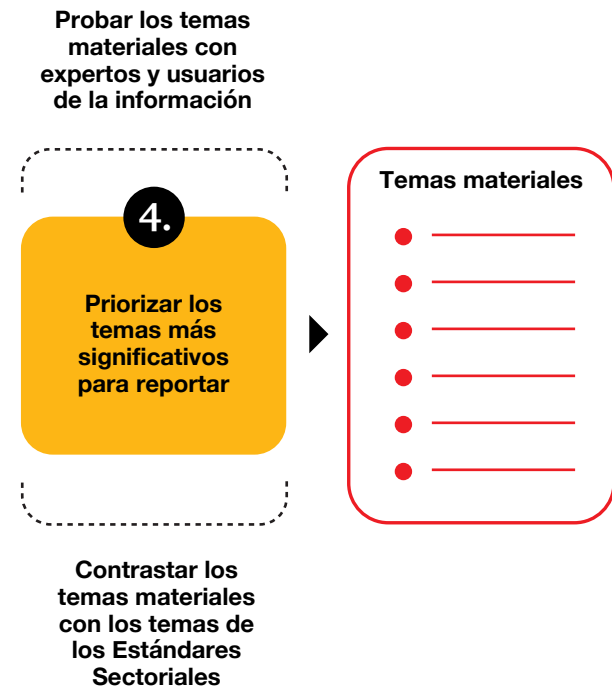 Probar los temas
materiales con
expertos y usuarios
de la información
4.
Priorizar los
temas más
significativos
para reportar
Temas materiales
Contrastar los
temas materiales
con los temas de
los Estándares
Sectoriales